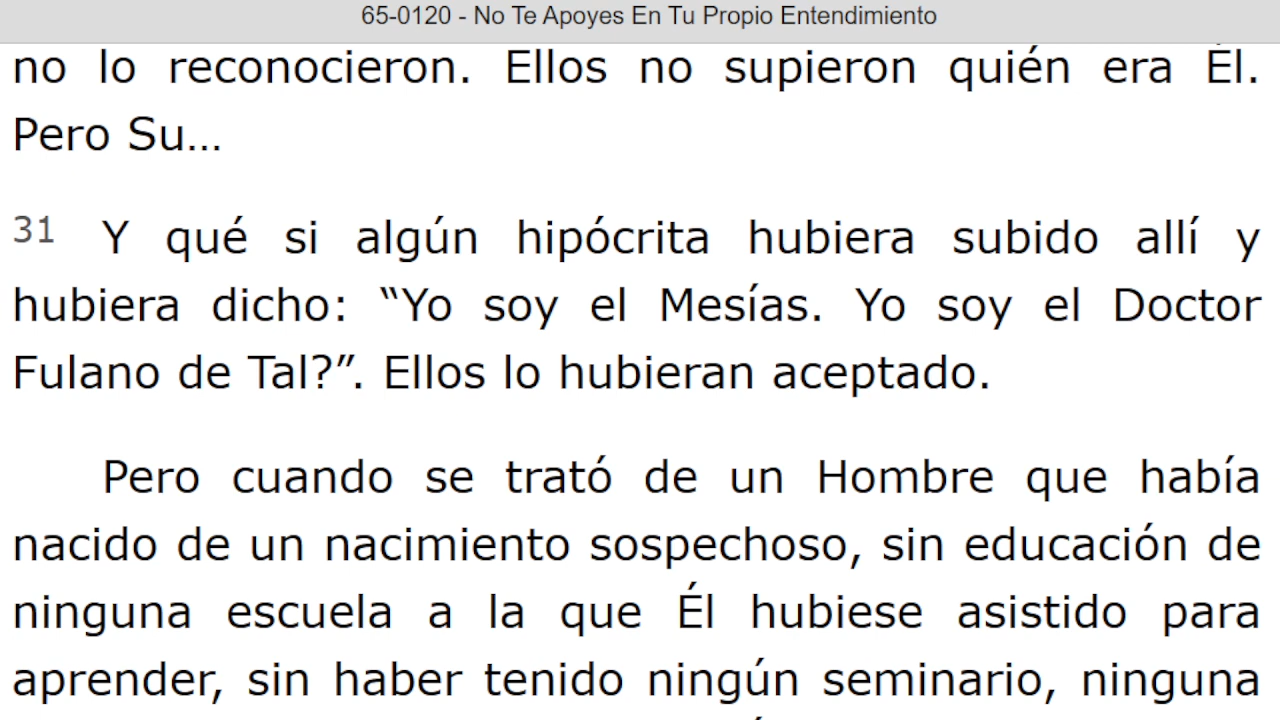 65-0120 - No Te Apoyes En Tu Propio Entendimiento
no lo reconocieron. Ellos no supieron quién era Él.
Pero Su...
31 Y qué si algún hipócrita hubiera subido allí y
hubiera dicho: “Yo soy el Mesías. Yo soy el Doctor
Fulano de Tal?”. Ellos lo hubieran aceptado.
Pero cuando se trató de un Hombre que había
nacido de un nacimiento sospechoso, sin educación de
ninguna escuela a la que Él hubiese asistido para
aprender, sin haber tenido ningún seminario, ninguna